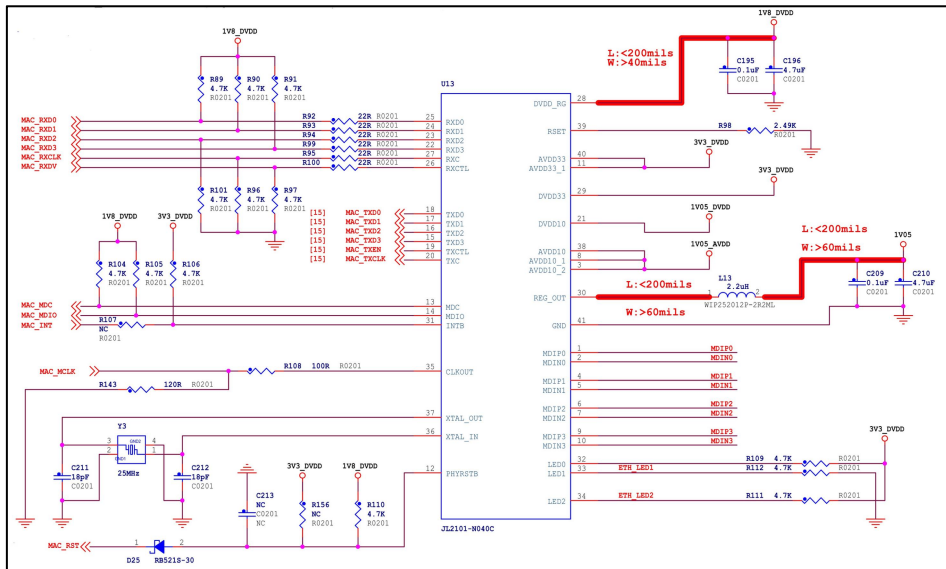 1V8_DVDD
L:<200mils
W:>40mils
C195
0.1uF
C0201
C196
4.7uF
C0201
1V8_DVDD
R89
4.7K
R0201
R90
4.7K
R0201
R91
4.7K
R0201
U13
DVDD_RG 28
MAC_RXD0 R92 22R R0201 25 RXD0
MAC_RXD1 R93 22R R0201 24 RXD1
MAC_RXD2 R94 22R R0201 23 RXD2
MAC_RXD3 R99 22R R0201 22 RXD3
MAC_RXCLK R95 22R R0201 27 RXC
MAC_RXDV R100 22R R0201 26 RXCTL
RSET 39 R98 2.49K R0201
AVDD33 40
AVDD33_1 11
3V3_DVDD
DVDD33 29
3V3_DVDD
R101
4.7K
R0201
R96
4.7K
R0201
R97
4.7K
R0201
[15] MAC_TXD0 18 TXD0
[15] MAC_TXD1 17 TXD1
[15] MAC_TXD2 16 TXD2
[15] MAC_TXD3 15 TXD3
[15] MAC_TXEN 19 TXCTL
[15] MAC_TXCLK 20 TXC
DVDD10 21
1V05_DVDD
AVDD10 38
AVDD10_1 8
AVDD10_2 3
1V05_AVDD
L:<200mils
W:>60mils
1V05
1V8_DVDD
3V3_DVDD
R104
4.7K
R0201
R105
4.7K
R0201
R106
4.7K
R0201
REG_OUT 30
L:<200mils
W:>60mils
L13
1 2.2uH 2
WIP252012P-2R2ML
C209
0.1uF
C0201
C210
4.7uF
C0201
MAC_MDC 13 MDC
MAC_MDIO 14 MDIO
MAC_INT R107 NC R0201 31 INTB
GND 41
MDIP0 1 MDIP0
MDIN0 2 MDIN0
MDIP1 4 MDIP1
MDIN1 5 MDIN1
MDIP2 6 MDIP2
MDIN2 7 MDIN2
MDIP3 9 MDIP3
MDIN3 10 MDIN3
MAC_MCLK R108 100R R0201 35 CLKOUT
R143 120R R0201
37 XTAL_OUT
36 XTAL_IN
Y3
3 GND2 4
2 GND1 1
25MHz
C211
18pF
C0201
C212
18pF
C0201
3V3_DVDD
LED0 32 R109 4.7K R0201
LED1 33 ETH_LED1 R112 4.7K R0201
LED2 34 ETH_LED2 R111 4.7K R0201
12 PHYRSTB
3V3_DVDD
1V8_DVDD
C213
NC
C0201
NC
R156
NC
R0201
R110
4.7K
R0201
JL2101-N040C
MAC_RST 1 2
D25 RB521S-30